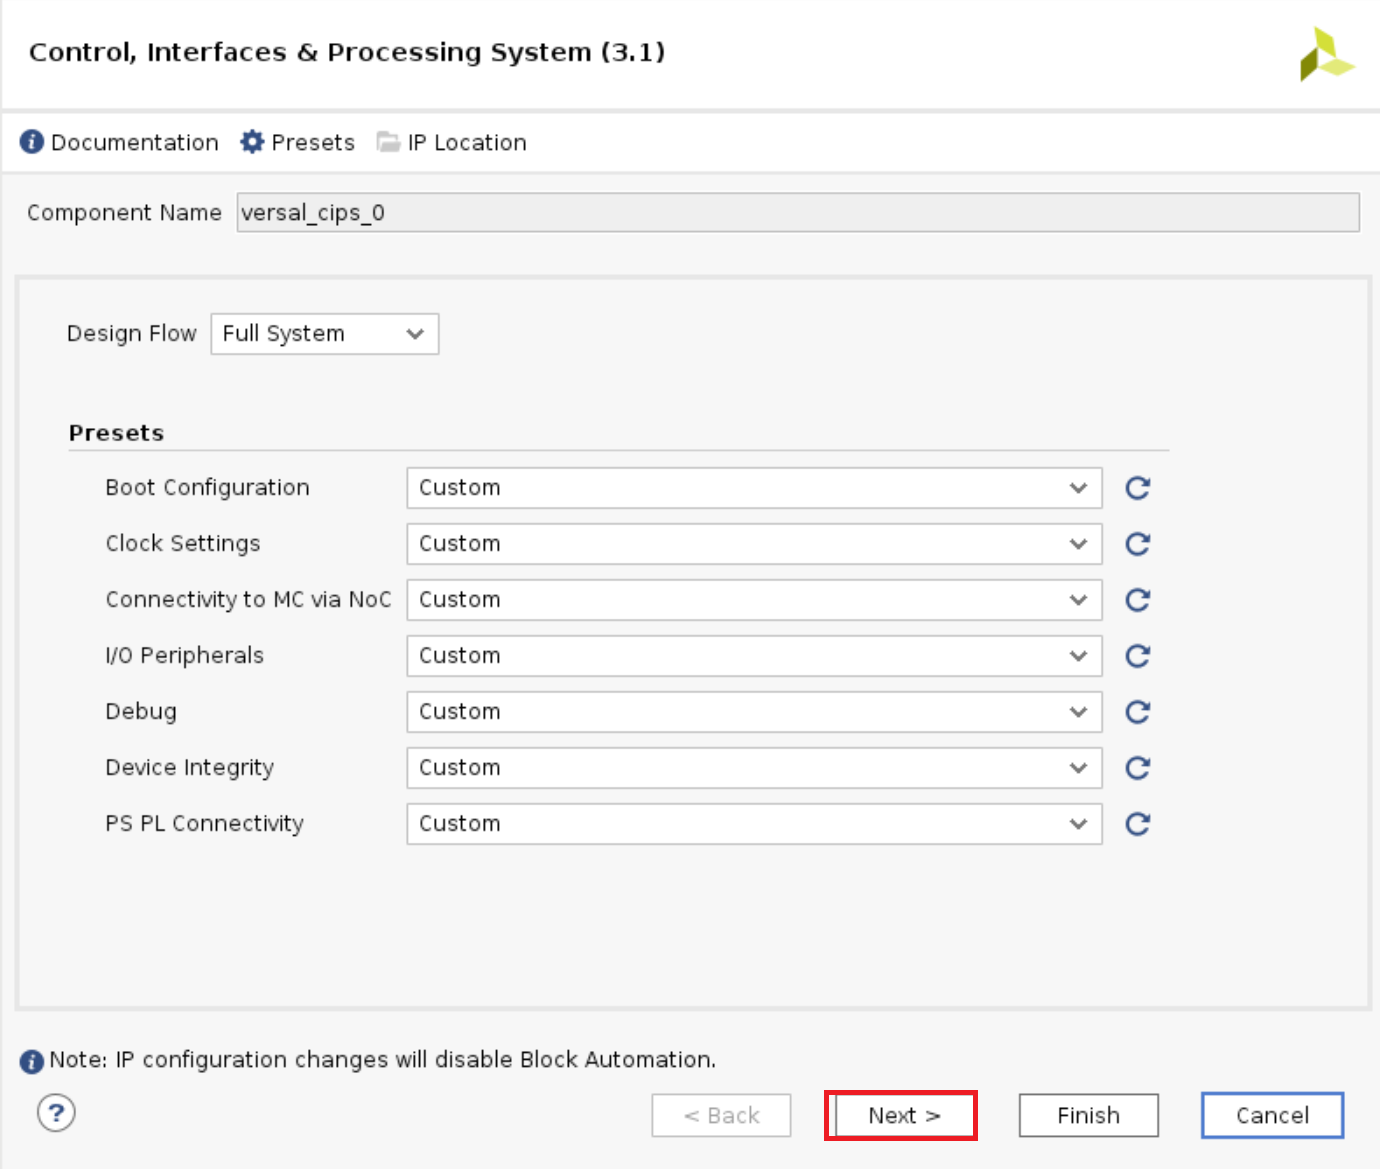 Control, Interfaces & Processing System (3.1)
Documentation Presets IP Location
Component Name versal_cips_0
Design Flow Full System
Presets
Boot Configuration Custom
Clock Settings Custom
Connectivity to MC via NoC Custom
I/O Peripherals Custom
Debug Custom
Device Integrity Custom
PS PL Connectivity Custom
Note: IP configuration changes will disable Block Automation.
? < Back Next > Finish Cancel